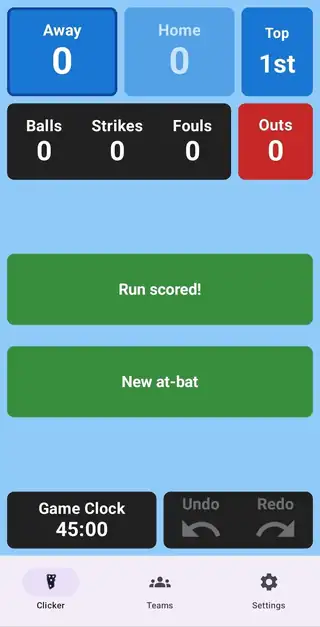 Away Home Top
0 0 1st
Balls Strikes Fouls Outs
0 0 0 0
Run scored!
New at-bat
Game Clock Undo Redo
45:00
Clicker Teams Settings